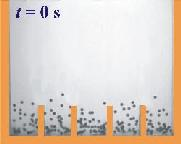 t = 0 s